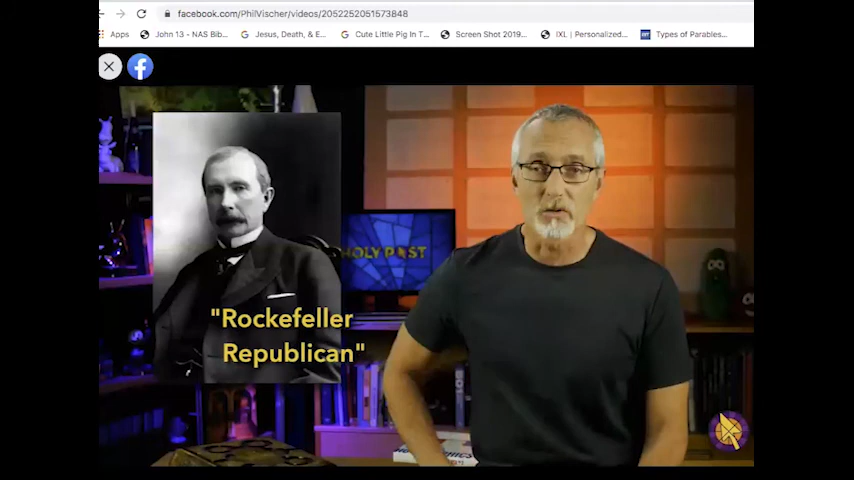 facebook.com/PhilVischer/videos/2052252051573848
Apps
John 13 - NAS Bib...
Jesus, Death, & E...
Cute Little Pig In T...
Screen Shot 2019...
IXL | Personalized...
Types of Parables...
HOLY POST
"Rockefeller
Republican"